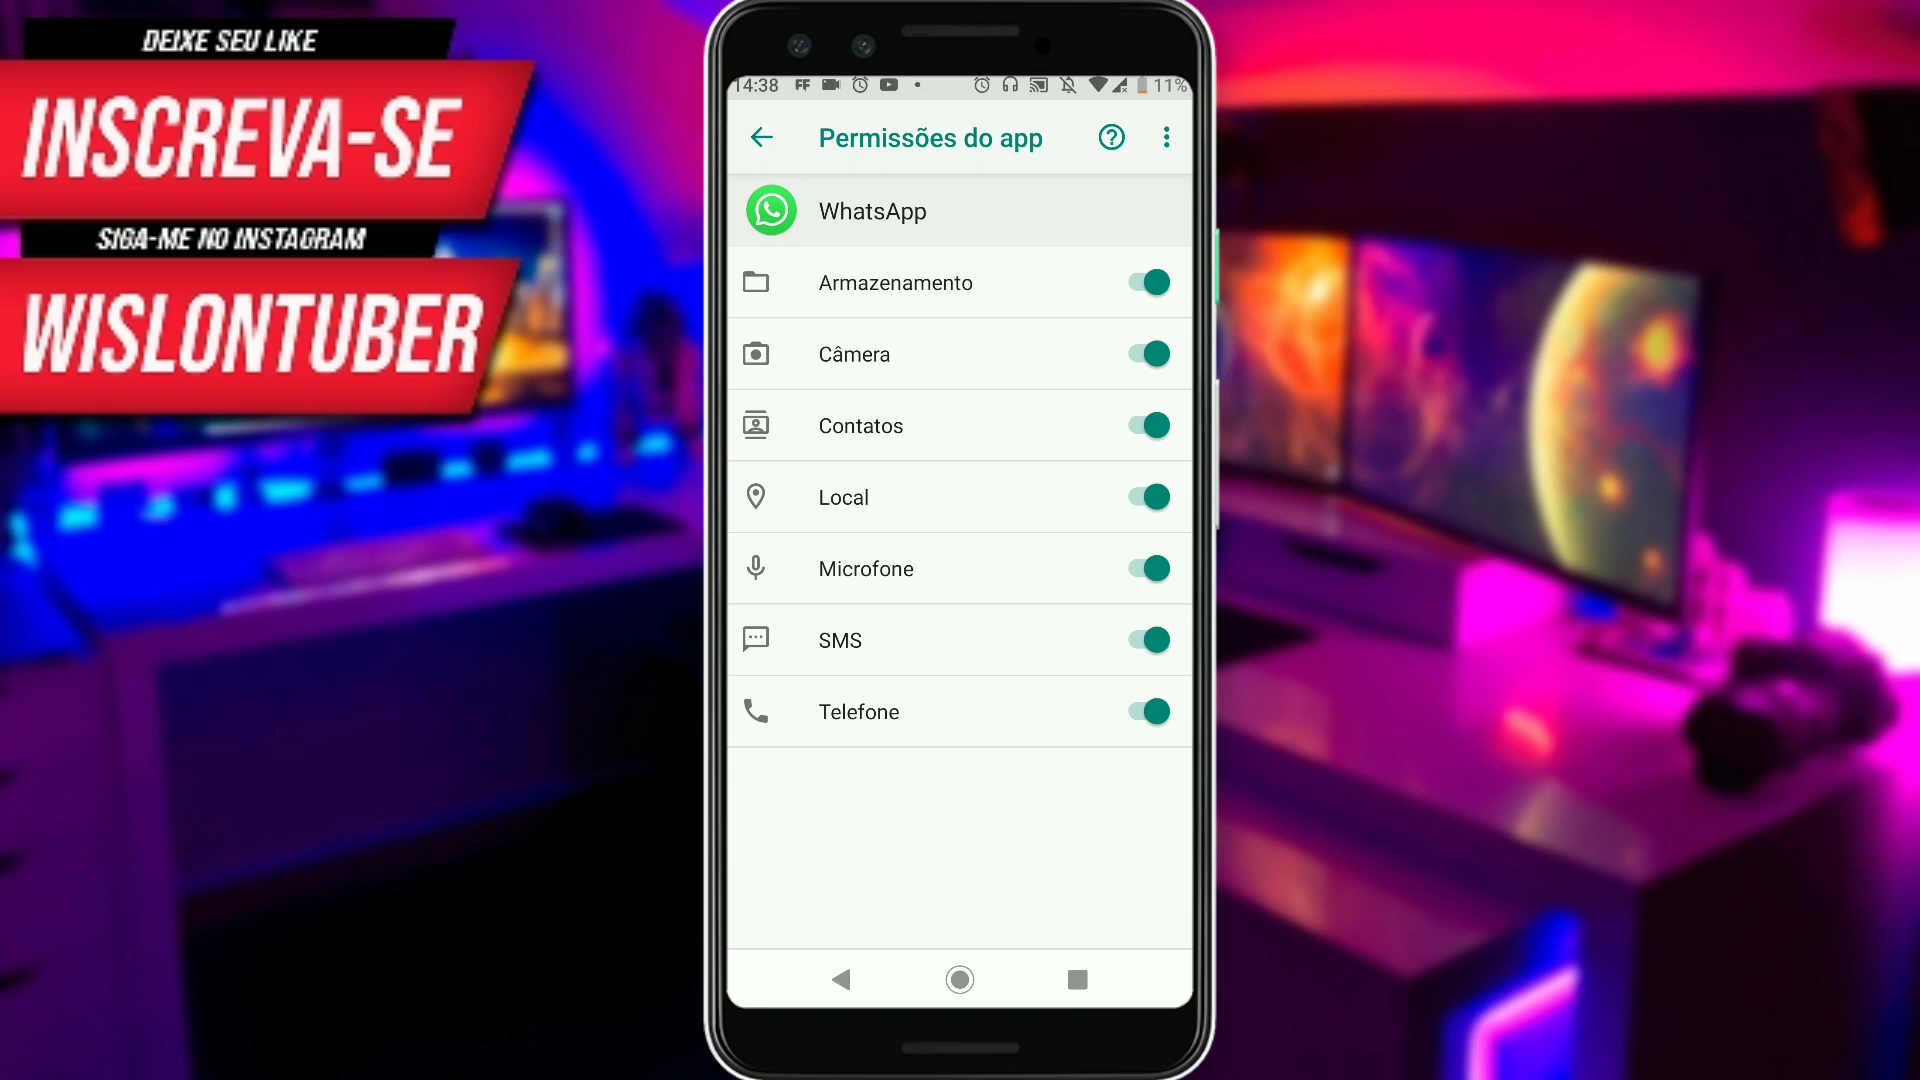 DEIXE SEU LIKE
INSCREVA-SE
SIGA-ME NO INSTAGRAM
WISLONTUBER
14:38 FF 11%
Permissões do app
WhatsApp
Armazenamento
Câmera
Contatos
Local
Microfone
SMS
Telefone